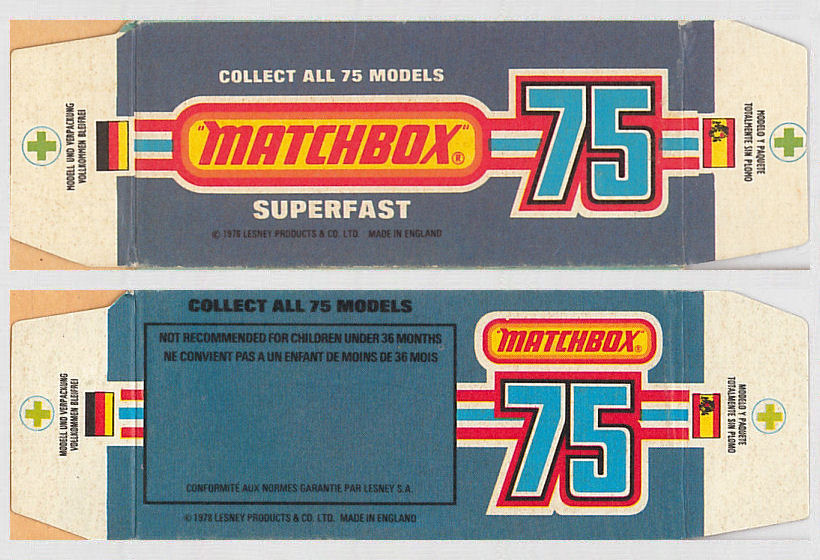 COLLECT ALL 75 MODELS
"MATCHBOX"®
75
SUPERFAST
© 1978 LESNEY PRODUCTS & CO. LTD. MADE IN ENGLAND
MODELL UND VERPACKUNG
VOLLKOMMEN BLEIFREI
MODELO Y PAQUETE
TOTALMENTE SIN PLOMO
COLLECT ALL 75 MODELS
NOT RECOMMENDED FOR CHILDREN UNDER 36 MONTHS
NE CONVIENT PAS A UN ENFANT DE MOINS DE 36 MOIS
CONFORMITE AUX NORMES GARANTIE PAR LESNEY S.A.
© 1978 LESNEY PRODUCTS & CO. LTD. MADE IN ENGLAND
"MATCHBOX"®
75
MODELL UND VERPACKUNG
VOLLKOMMEN BLEIFREI
MODELO Y PAQUETE
TOTALMENTE SIN PLOMO